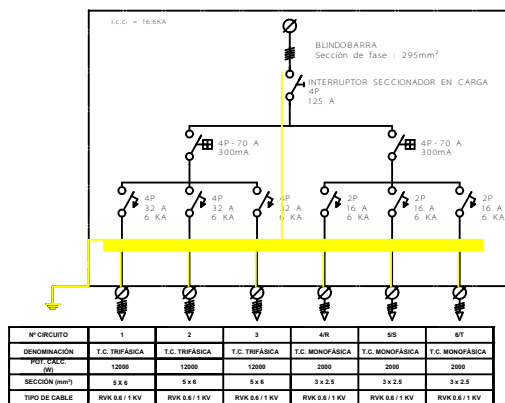 I.c.c. = 16.6KA
BLINDOBARRA
Sección de fase : 295mm²
INTERRUPTOR SECCIONADOR EN CARGA
4P
125 A
4P-70 A
300mA
4P-70 A
300mA
4P
32 A
6 KA
4P
32 A
6 KA
4P
32 A
6 KA
2P
16 A
6 KA
2P
16 A
6 KA
2P
16 A
6 KA
Nº CIRCUITO 1 2 3 4/R 5/S 6/T
DENOMINACIÓN T.C. TRIFÁSICA T.C. TRIFÁSICA T.C. TRIFÁSICA T.C. MONOFÁSICA T.C. MONOFÁSICA T.C. MONOFÁSICA
POT. CALC.
(W) 12000 12000 12000 2000 2000 2000
SECCIÓN (mm²) 5 X 6 5 x 6 5 x 6 3 x 2.5 3 x 2.5 3 x 2.5
TIPO DE CABLE RVK 0.6 / 1 KV RVK 0.6 / 1 KV RVK 0.6 / 1 KV RVK 0.6 / 1 KV RVK 0.6 / 1 KV RVK 0.6 / 1 KV